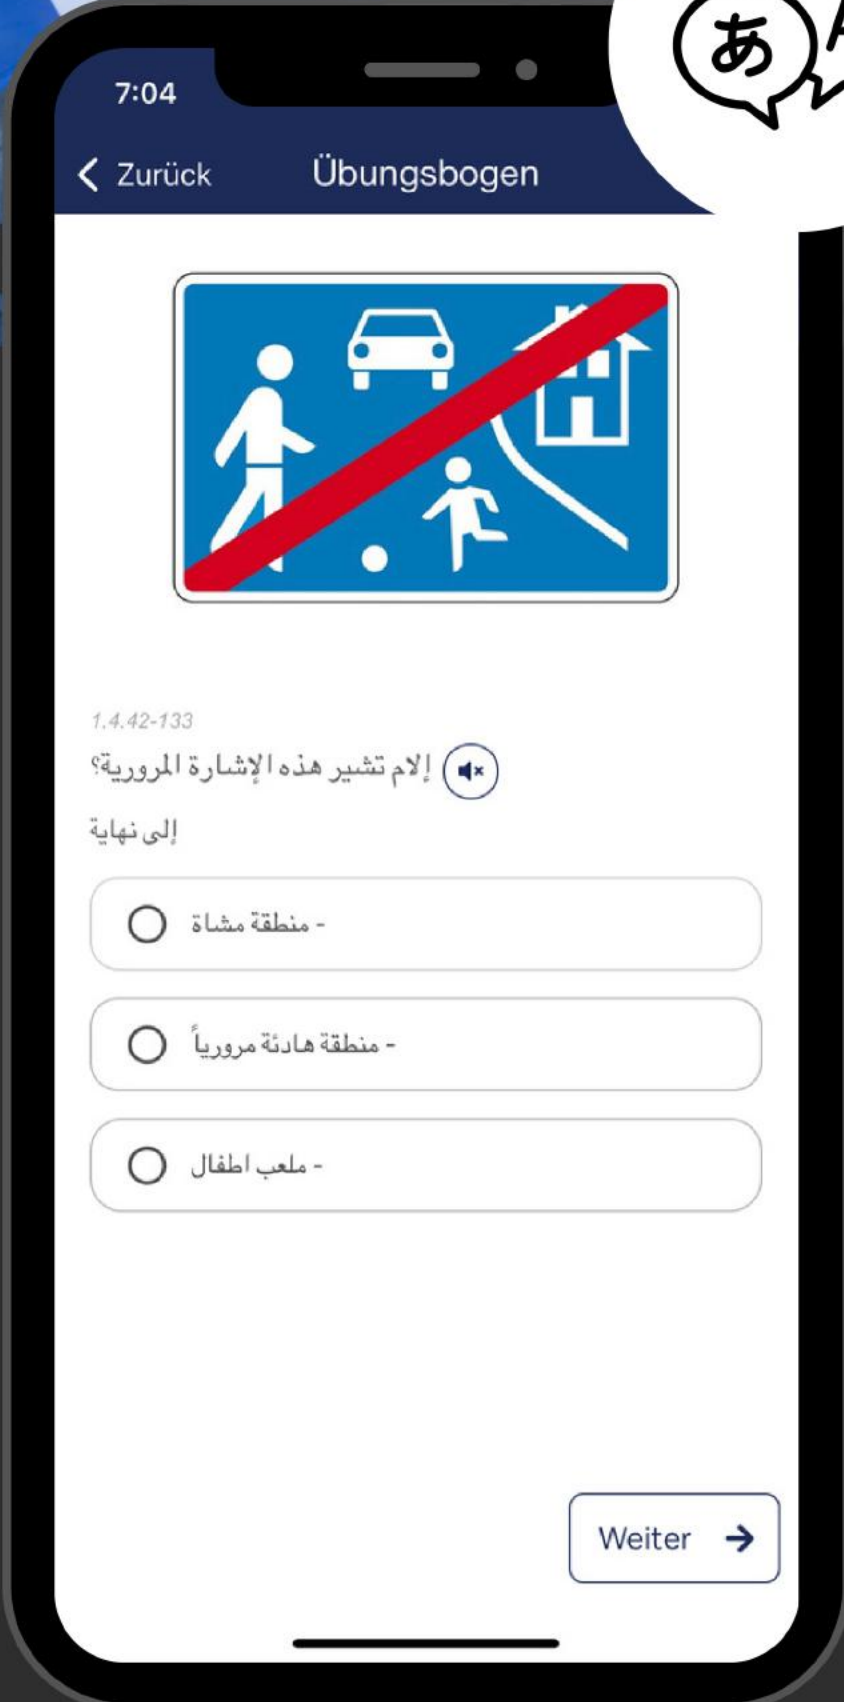 あ
7:04
Zurück
Übungsbogen
1.4.42-133
إلام تشير هذه الإشارة المرورية؟
إلى نهاية
- منطقة مشاة
- منطقة هادئة مرورياً
- ملعب اطفال
Weiter